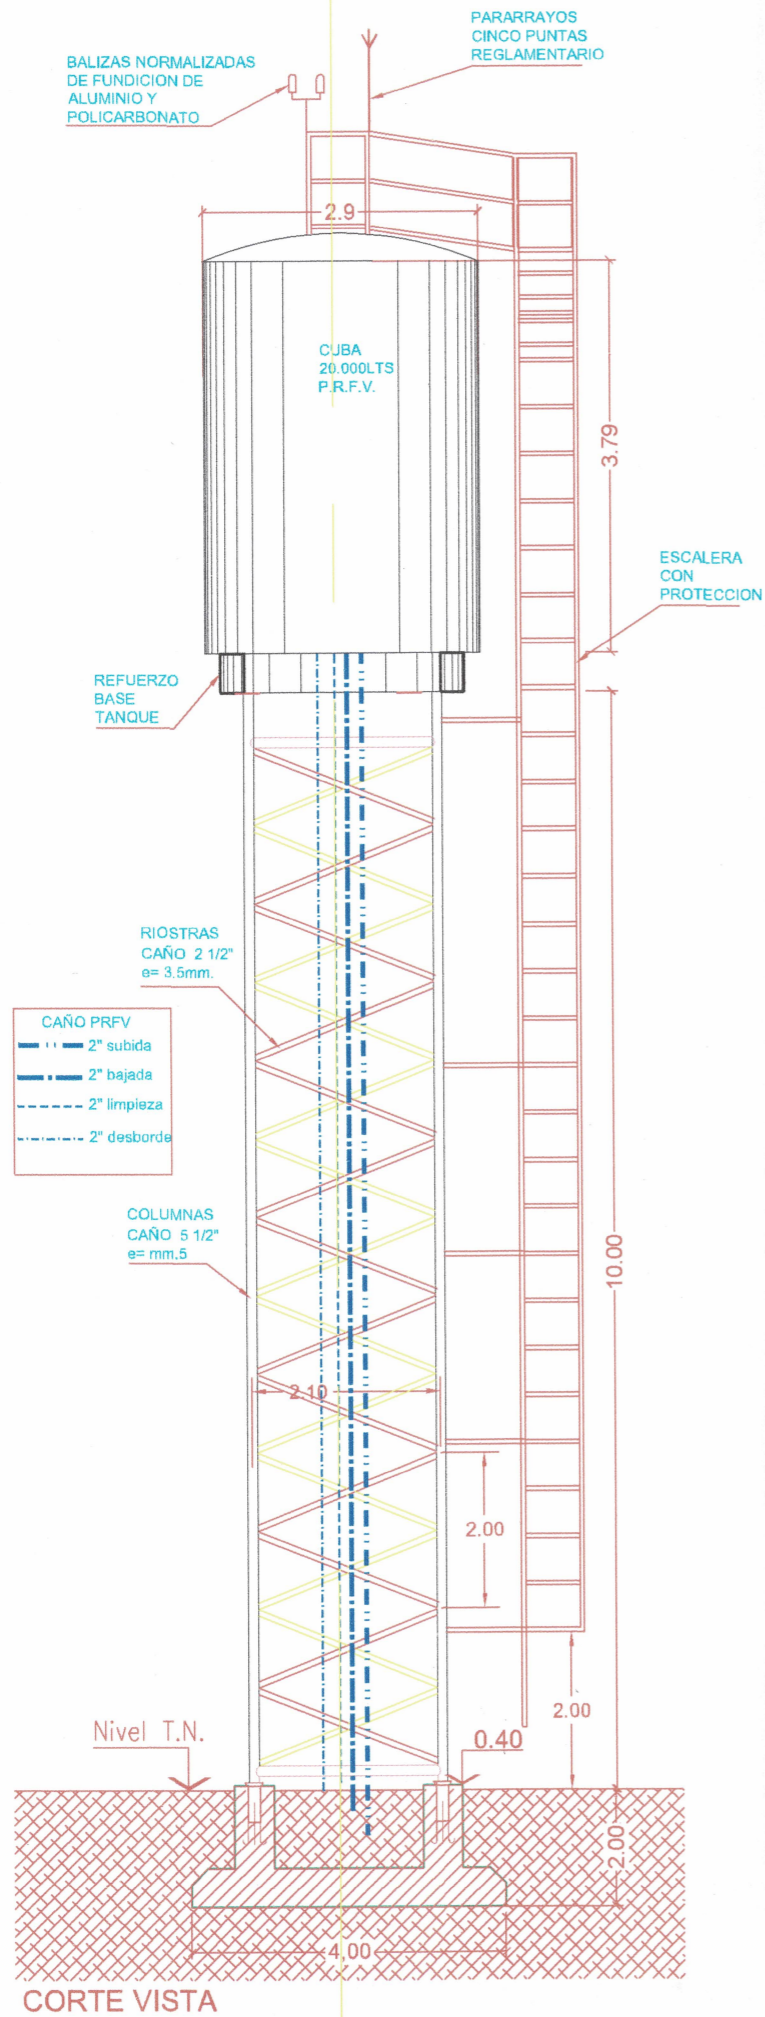 PARARRAYOS
CINCO PUNTAS
REGLAMENTARIO
BALIZAS NORMALIZADAS
DE FUNDICION DE
ALUMINIO Y
POLICARBONATO
2.9
CUBA
20.000LTS
P.R.F.V.
3.79
ESCALERA
CON
PROTECCION
REFUERZO
BASE
TANQUE
RIOSTRAS
CAÑO 2 1/2"
e= 3.5mm.
CAÑO PRFV
2" subida
2" bajada
2" limpieza
2" desborde
COLUMNAS
CAÑO 5 1/2"
e= mm.5
10.00
2.10
2.00
2.00
Nivel T.N.
0.40
2.00
4,00
CORTE VISTA